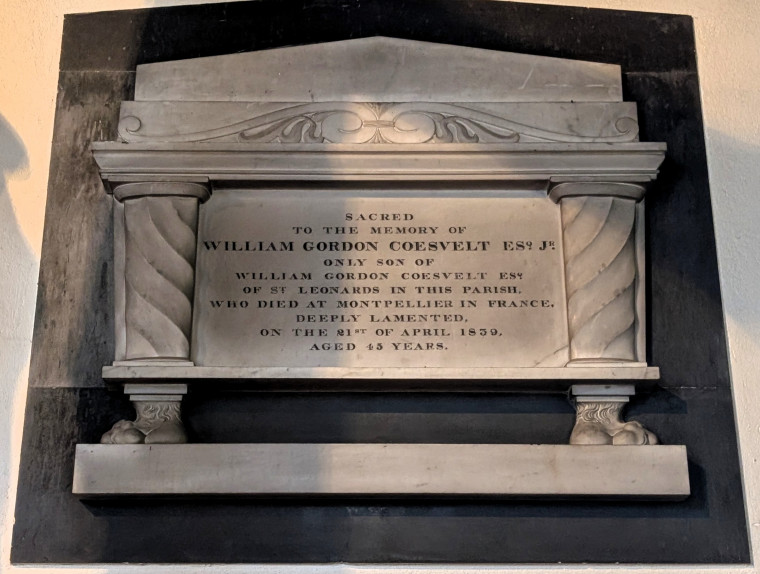 SACRED
TO THE MEMORY OF
WILLIAM GORDON COESVELT ESQ. JR.
ONLY SON OF
WILLIAM GORDON COESVELT ESQ.
OF ST. LEONARDS IN THIS PARISH,
WHO DIED AT MONTPELLIER IN FRANCE,
DEEPLY LAMENTED,
ON THE 21ST OF APRIL 1839,
AGED 45 YEARS.